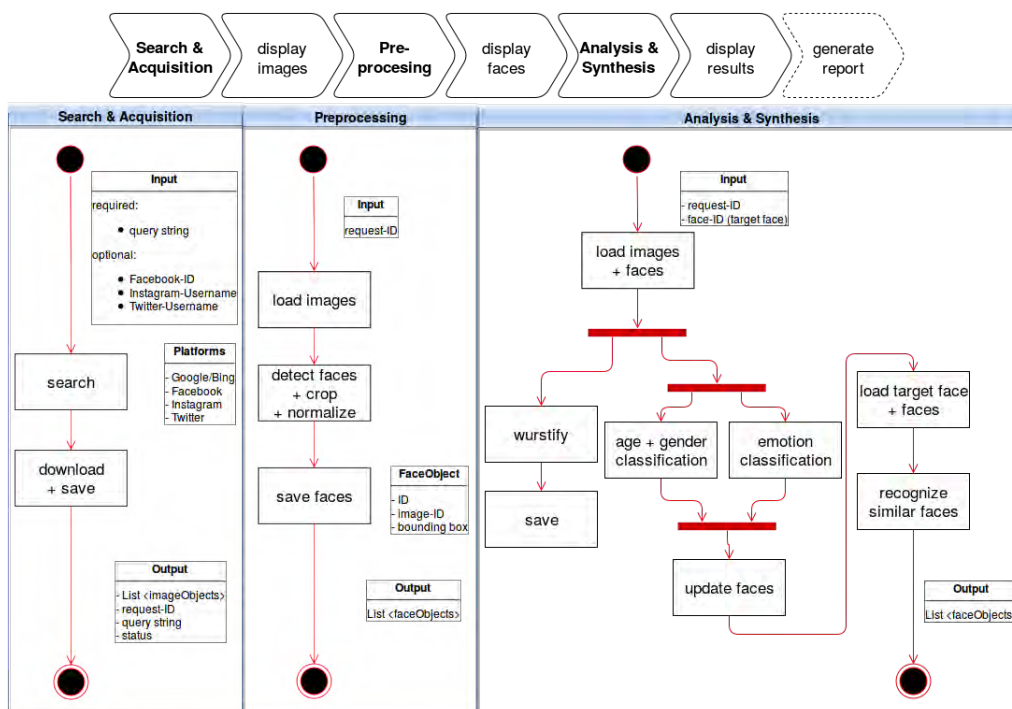 Search &
Acquisition
display
images
Pre-
procesing
display
faces
Analysis &
Synthesis
display
results
generate
report
Search & Acquisition
Input
required:
query string
optional:
Facebook-ID
Instagram-Username
Twitter-Username
search
Platforms
- Google/Bing
- Facebook
- Instagram
- Twitter
download
+ save
Output
- List <imageObjects>
- request-ID
- query string
- status
Preprocessing
Input
request-ID
load images
detect faces
+ crop
+ normalize
save faces
FaceObject
- ID
- image-ID
- bounding box
Output
List <faceObjects>
Analysis & Synthesis
Input
- request-ID
- face-ID (target face)
load images
+ faces
wurstify
save
age + gender
classification
emotion
classification
update faces
load target face
+ faces
recognize
similar faces
Output
List <faceObjects>